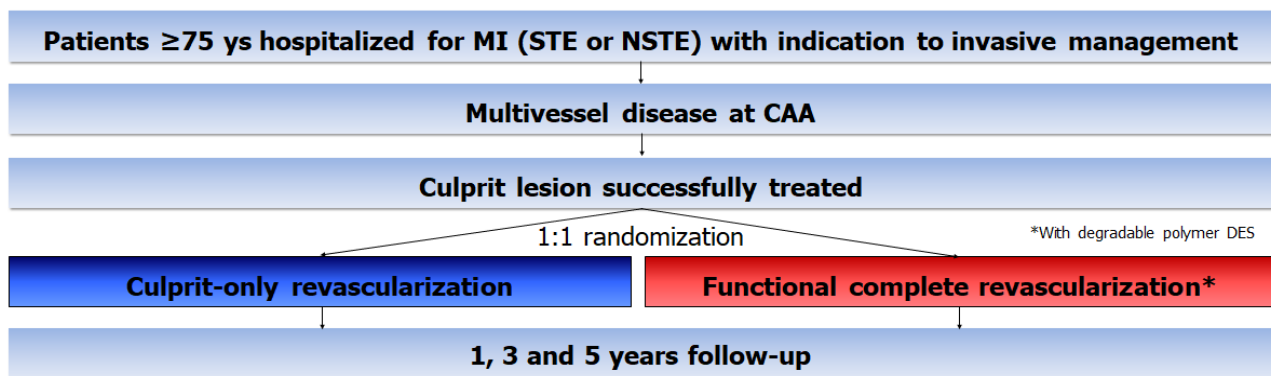 Patients ≥75 ys hospitalized for MI (STE or NSTE) with indication to invasive management
Multivessel disease at CAA
Culprit lesion successfully treated
1:1 randomization
*With degradable polymer DES
Culprit-only revascularization
Functional complete revascularization*
1, 3 and 5 years follow-up